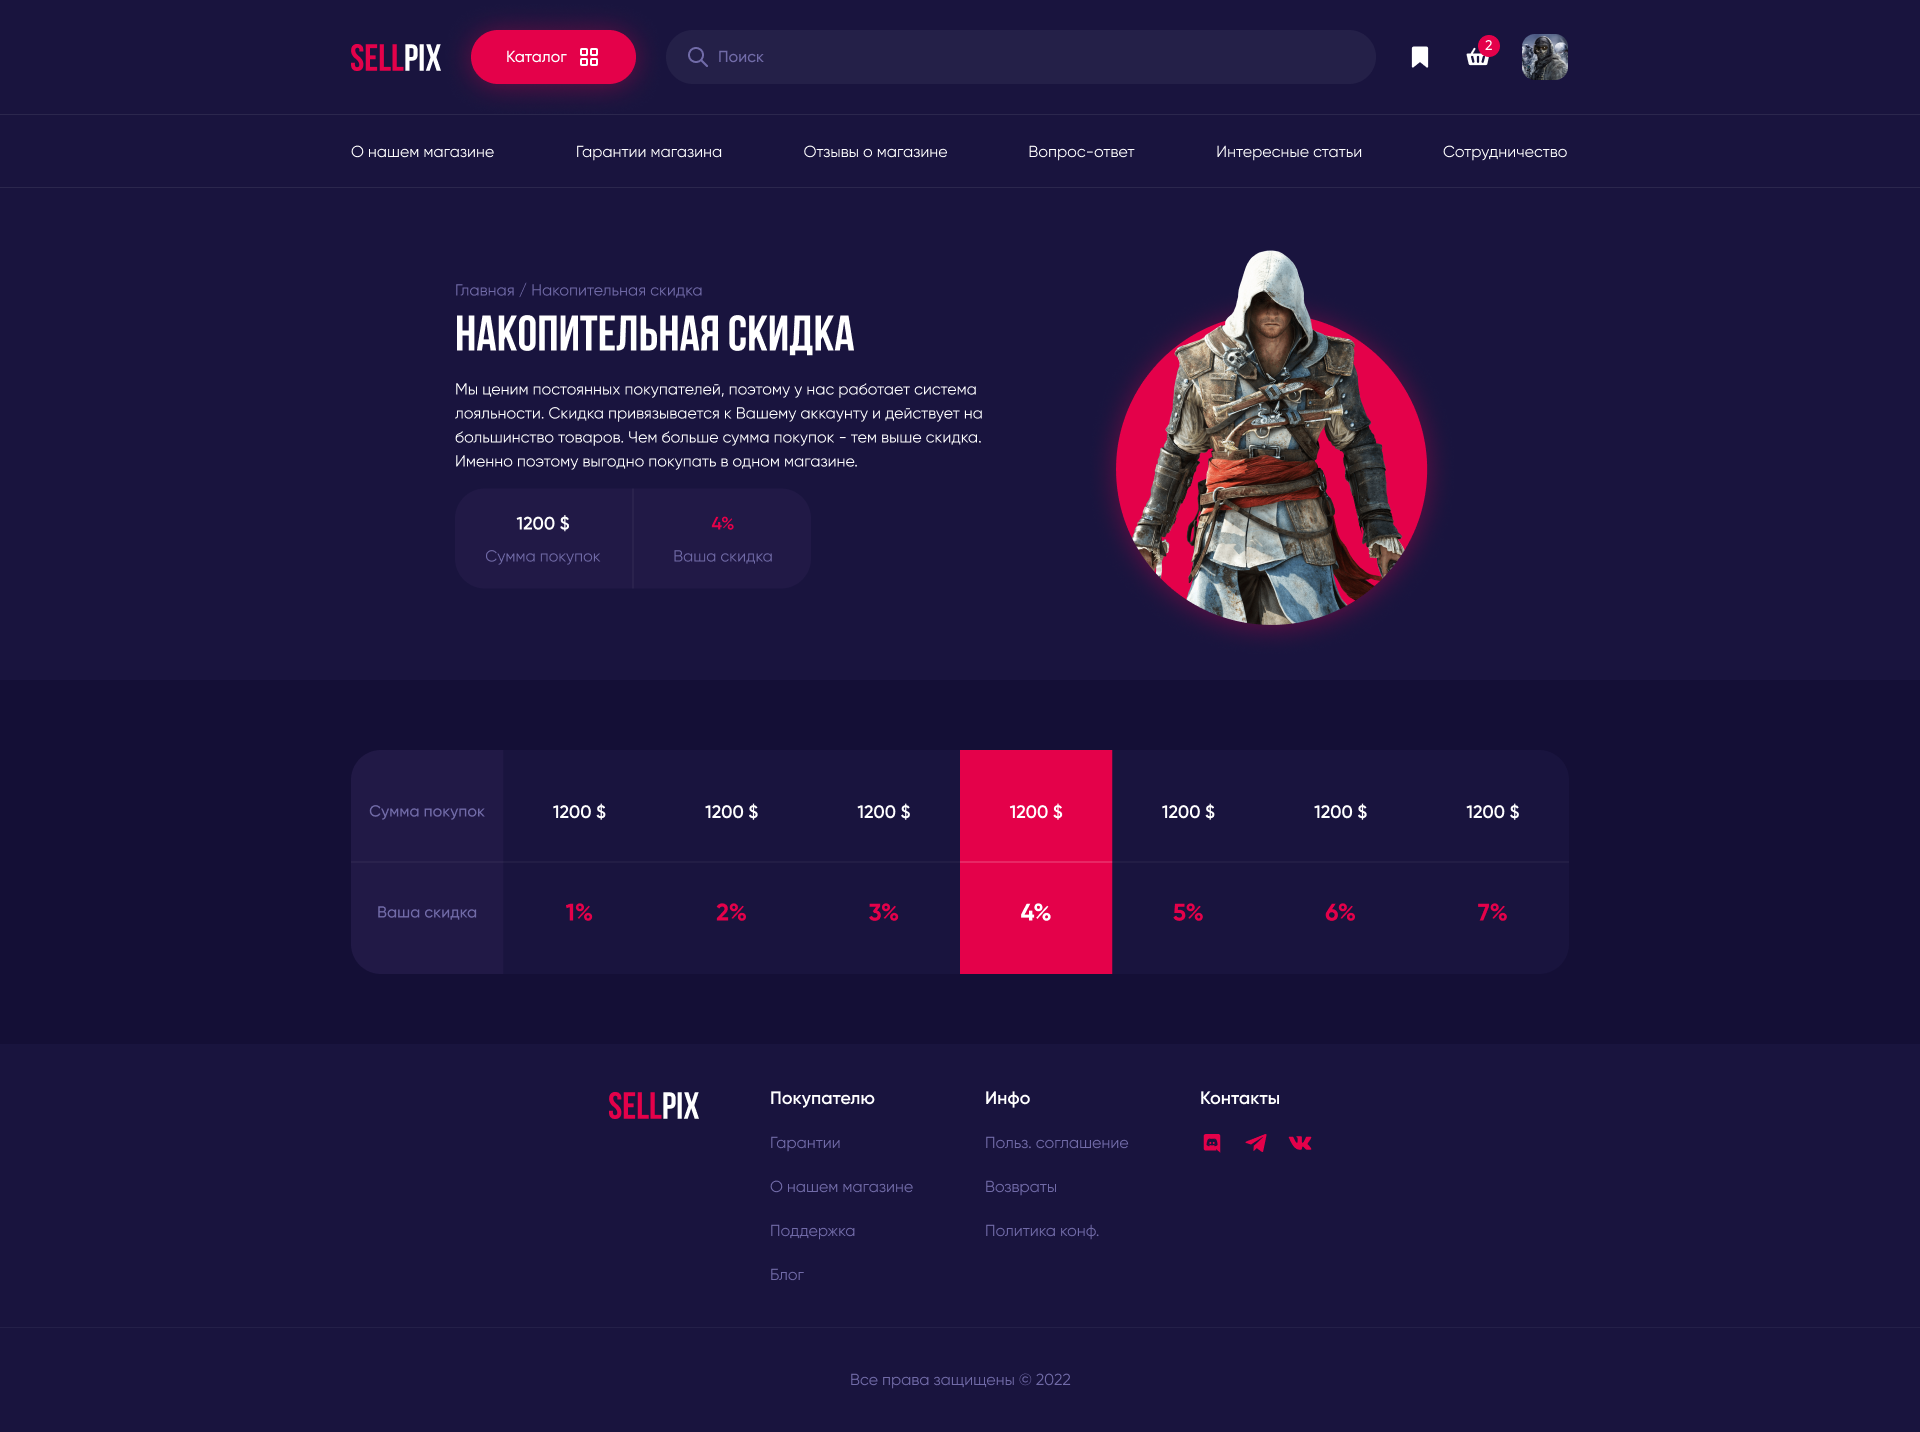 SELLPIX
Каталог
Поиск
2
О нашем магазине
Гарантии магазина
Отзывы о магазине
Вопрос-ответ
Интересные статьи
Сотрудничество
Главная / Накопительная скидка
НАКОПИТЕЛЬНАЯ СКИДКА
Мы ценим постоянных покупателей, поэтому у нас работает система
лояльности. Скидка привязывается к Вашему аккаунту и действует на
большинство товаров. Чем больше сумма покупок - тем выше скидка.
Именно поэтому выгодно покупать в одном магазине.
1200 $
Сумма покупок
4%
Ваша скидка
Сумма покупок
1200 $
1200 $
1200 $
1200 $
1200 $
1200 $
1200 $
Ваша скидка
1%
2%
3%
4%
5%
6%
7%
SELLPIX
Покупателю
Гарантии
О нашем магазине
Поддержка
Блог
Инфо
Польз. соглашение
Возвраты
Политика конф.
Контакты
Все права защищены © 2022